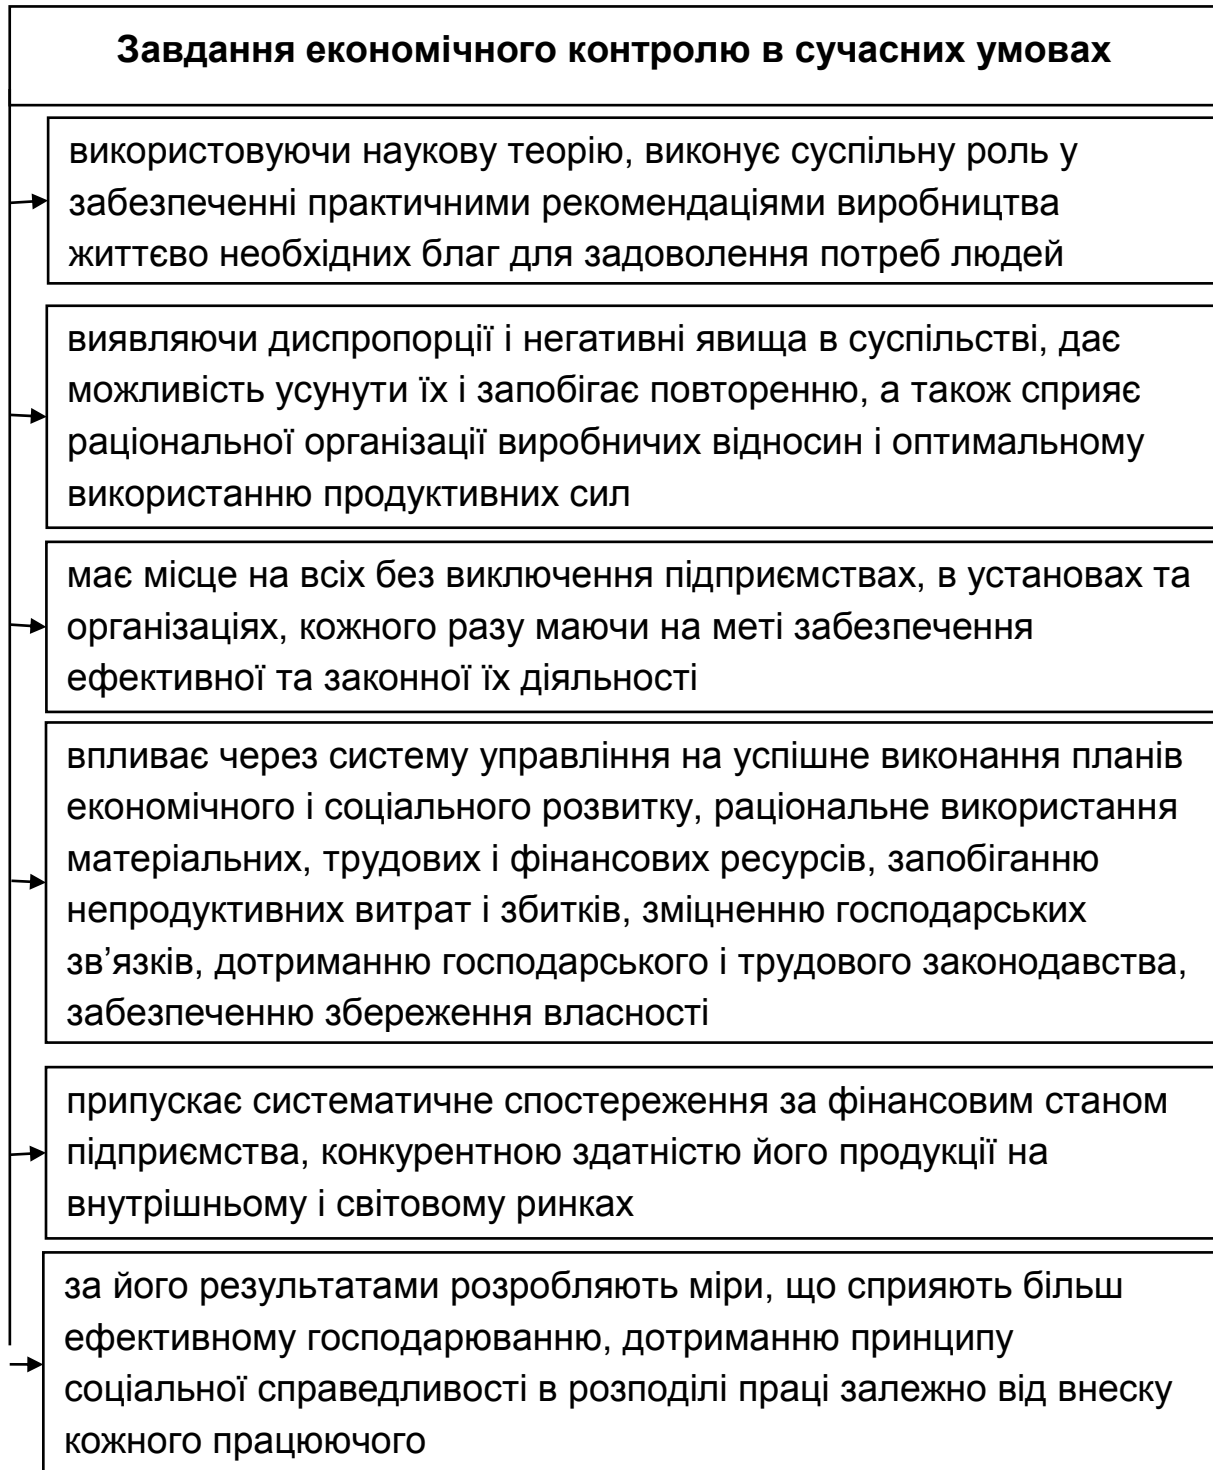 Завдання економічного контролю в сучасних умовах
використовуючи наукову теорію, виконує суспільну роль у
забезпеченні практичними рекомендаціями виробництва
життєво необхідних благ для задоволення потреб людей
виявляючи диспропорції і негативні явища в суспільстві, дає
можливість усунути їх і запобігає повторенню, а також сприяє
раціональної організації виробничих відносин і оптимальному
використанню продуктивних сил
має місце на всіх без виключення підприємствах, в установах та
організаціях, кожного разу маючи на меті забезпечення
ефективної та законної їх діяльності
впливає через систему управління на успішне виконання планів
економічного і соціального розвитку, раціональне використання
матеріальних, трудових і фінансових ресурсів, запобіганню
непродуктивних витрат і збитків, зміцненню господарських
зв’язків, дотриманню господарського і трудового законодавства,
забезпеченню збереження власності
припускає систематичне спостереження за фінансовим станом
підприємства, конкурентною здатністю його продукції на
внутрішньому і світовому ринках
за його результатами розробляють міри, що сприяють більш
ефективному господарюванню, дотриманню принципу
соціальної справедливості в розподілі праці залежно від внеску
кожного працюючого